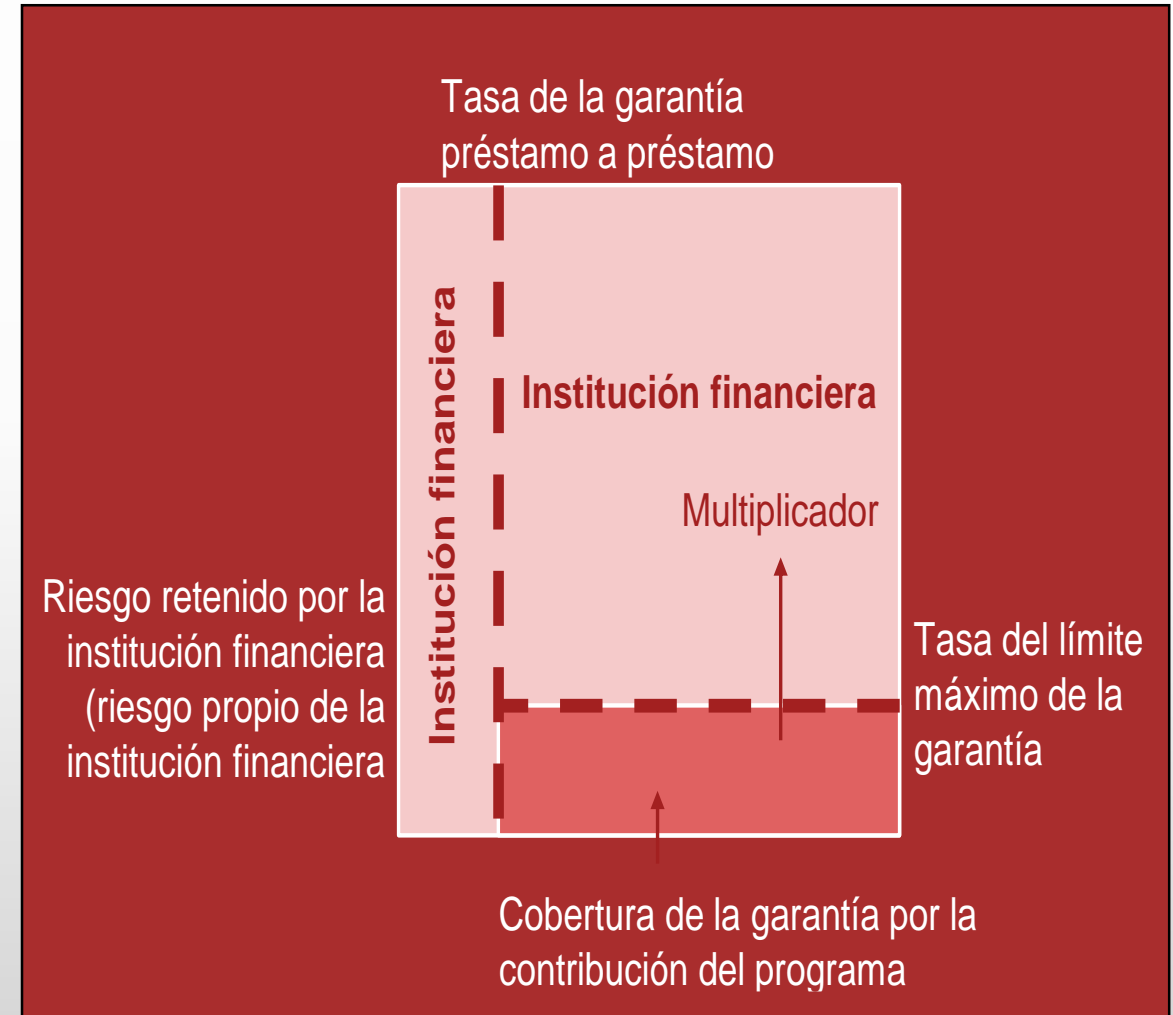 Tasa de la garantía
préstamo a préstamo
Institución financiera
Institución financiera
Multiplicador
Riesgo retenido por la
institución financiera
(riesgo propio de la
institución financiera
Tasa del límite
máximo de la
garantía
Cobertura de la garantía por la
contribución del programa